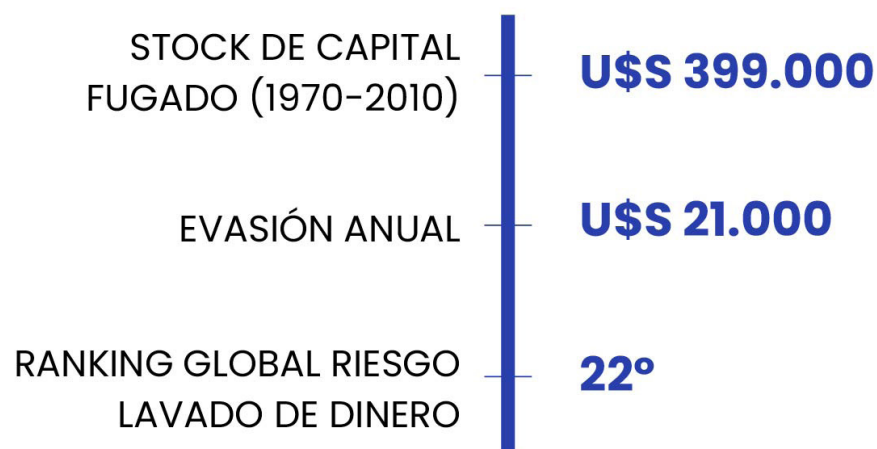 STOCK DE CAPITAL
FUGADO (1970-2010)
U$S 399.000
EVASIÓN ANUAL
U$S 21.000
RANKING GLOBAL RIESGO
LAVADO DE DINERO
22º